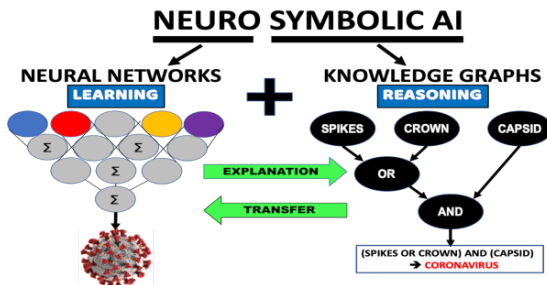 NEURO SYMBOLIC AI
NEURAL NETWORKS
LEARNING
+
KNOWLEDGE GRAPHS
REASONING
Σ Σ
Σ
Σ
EXPLANATION
TRANSFER
SPIKES CROWN CAPSID
OR
AND
(SPIKES OR CROWN) AND (CAPSID)
→ CORONAVIRUS